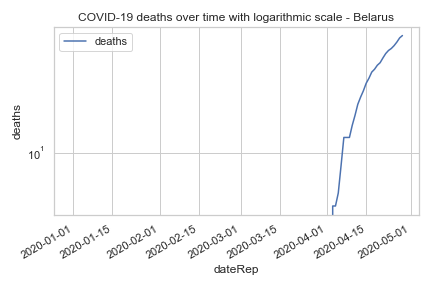 COVID-19 deaths over time with logarithmic scale - Belarus
deaths
deaths
10¹
2020-01-01
2020-01-15
2020-02-01
2020-02-15
2020-03-01
2020-03-15
2020-04-01
2020-04-15
2020-05-01
dateRep